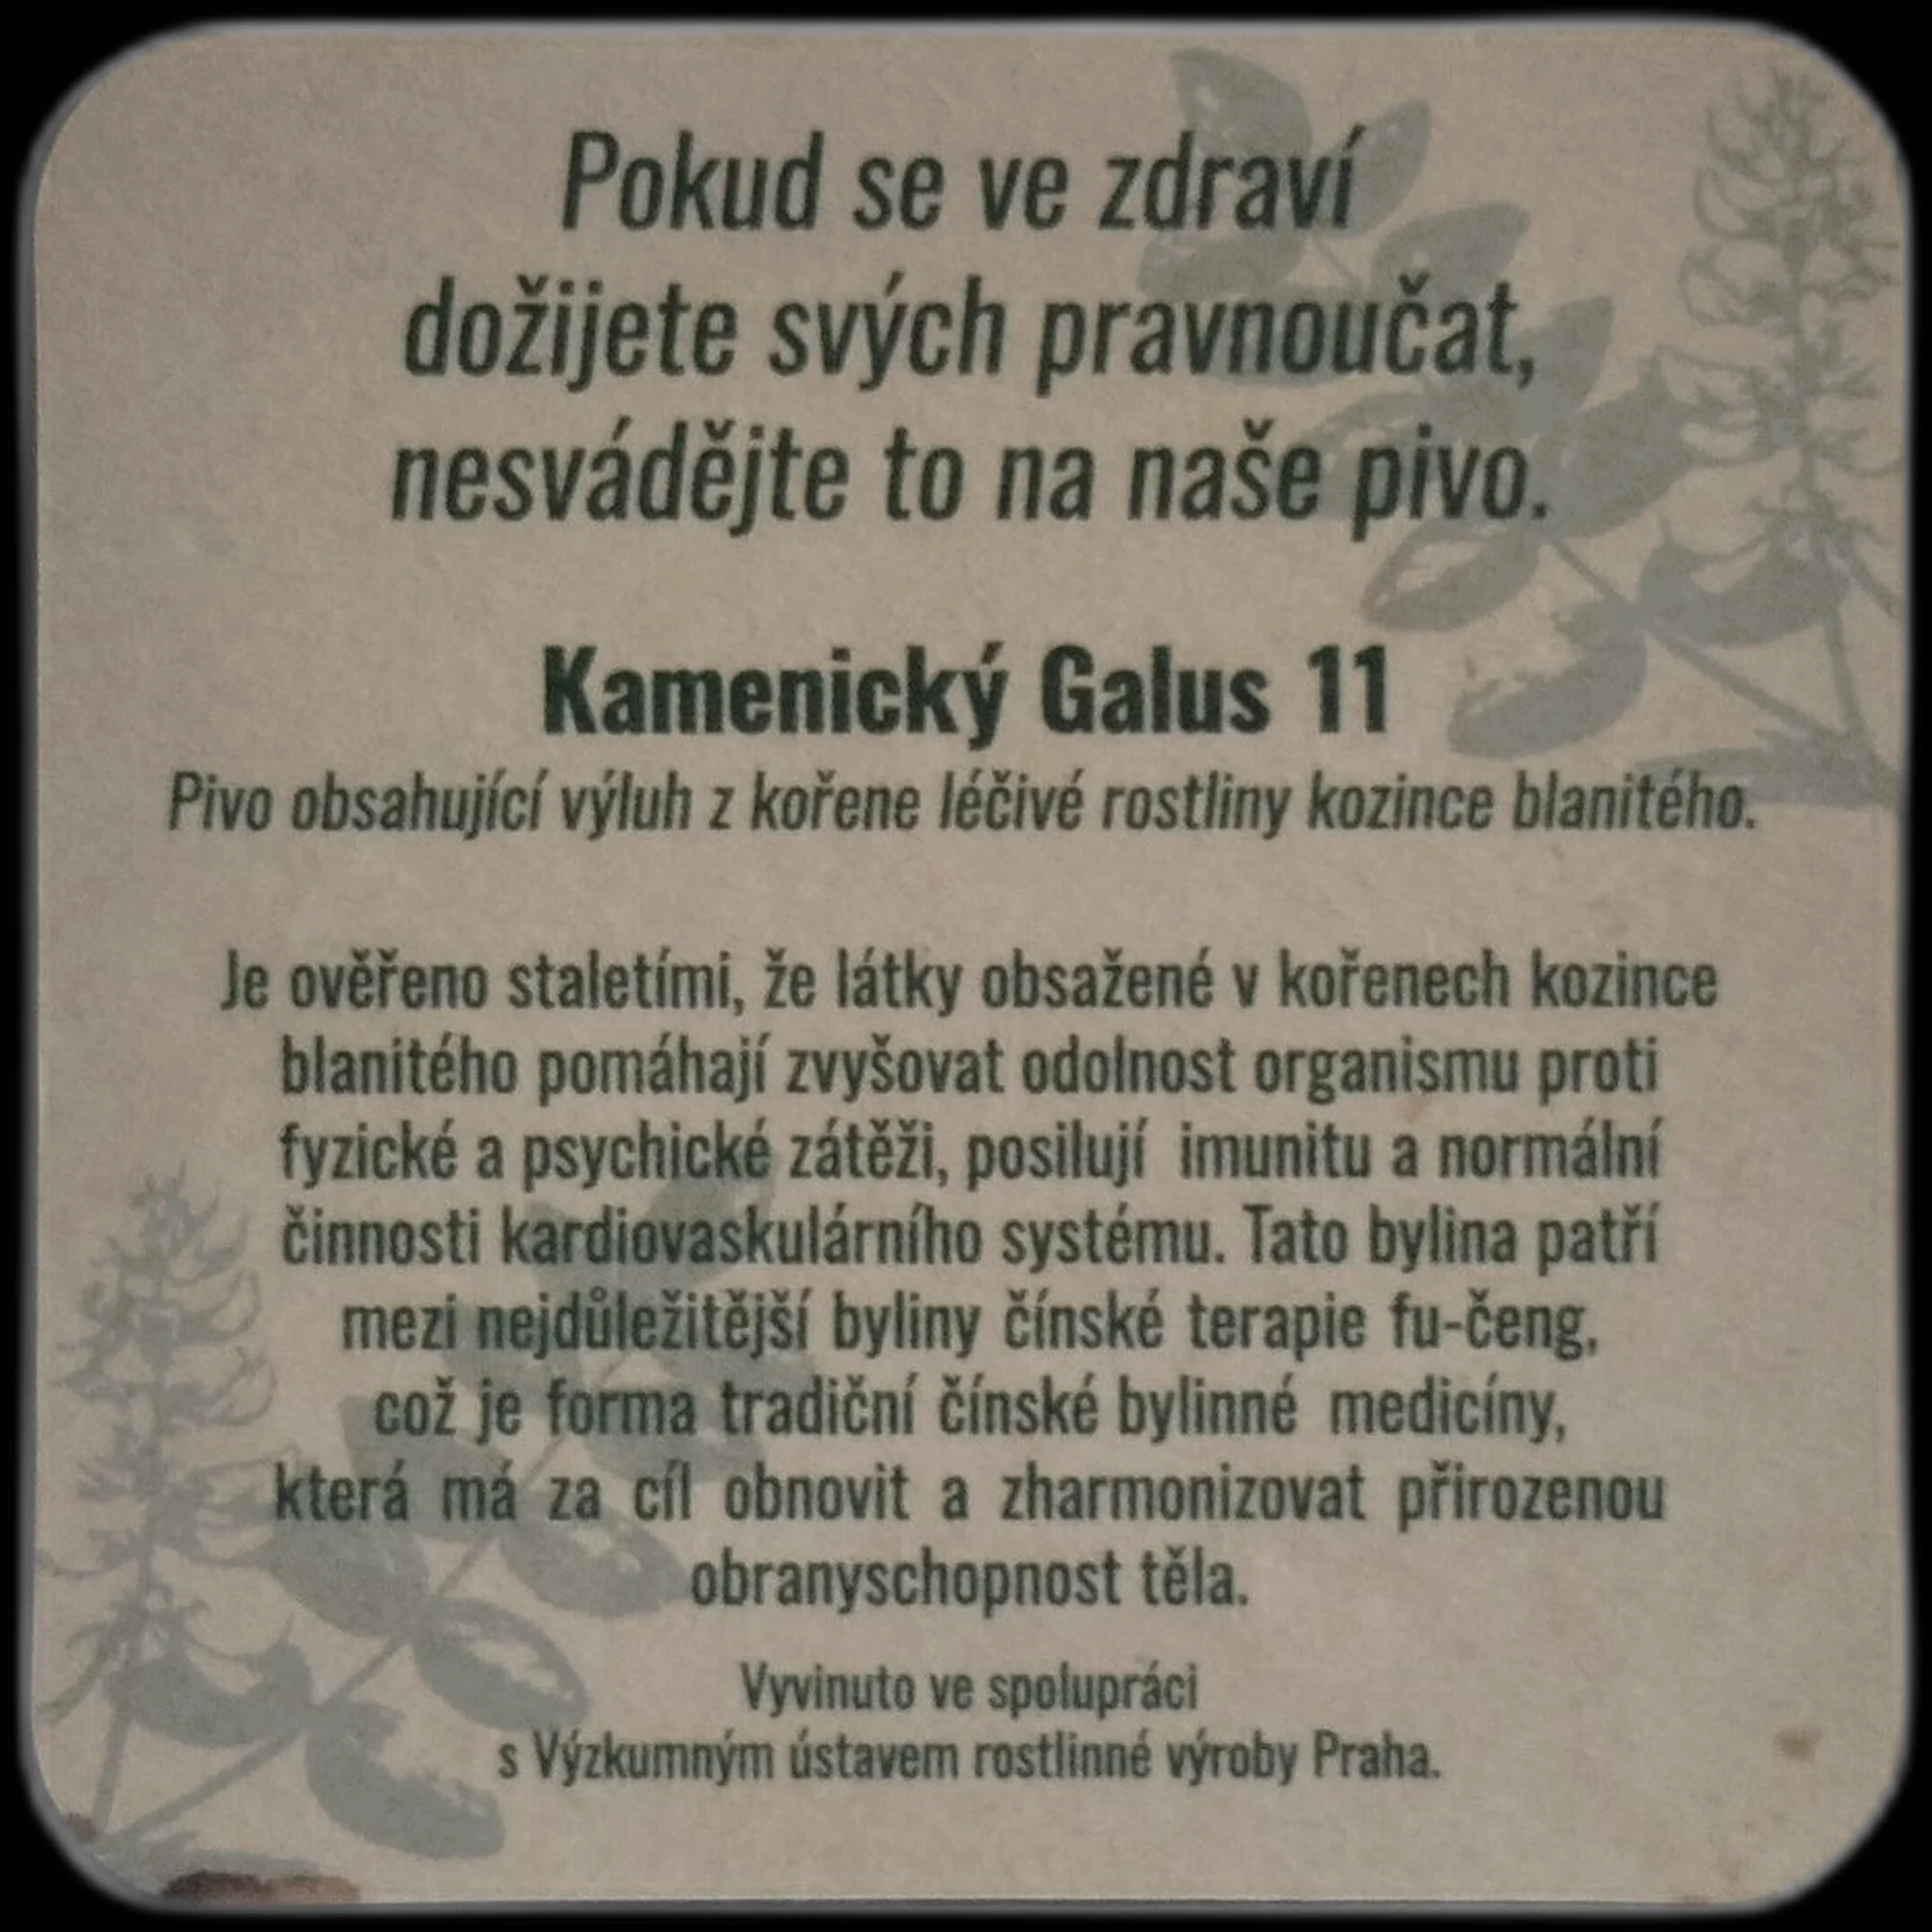 Pokud se ve zdraví
dožijete svých pravnoučat,
nesvádějte to na naše pivo.
Kamenický Galus 11
Pivo obsahující výluh z kořene léčivé rostliny kozince blanitého.
Je ověřeno staletími, že látky obsažené v kořenech kozince
blanitého pomáhají zvyšovat odolnost organismu proti
fyzické a psychické zátěži, posilují imunitu a normální
činnosti kardiovaskulárního systému. Tato bylina patří
mezi nejdůležitější byliny čínské terapie fu-čeng,
což je forma tradiční čínské bylinné medicíny,
která má za cíl obnovit a zharmonizovat přirozenou
obranyschopnost těla.
Vyvinuto ve spolupráci
s Výzkumným ústavem rostlinné výroby Praha.